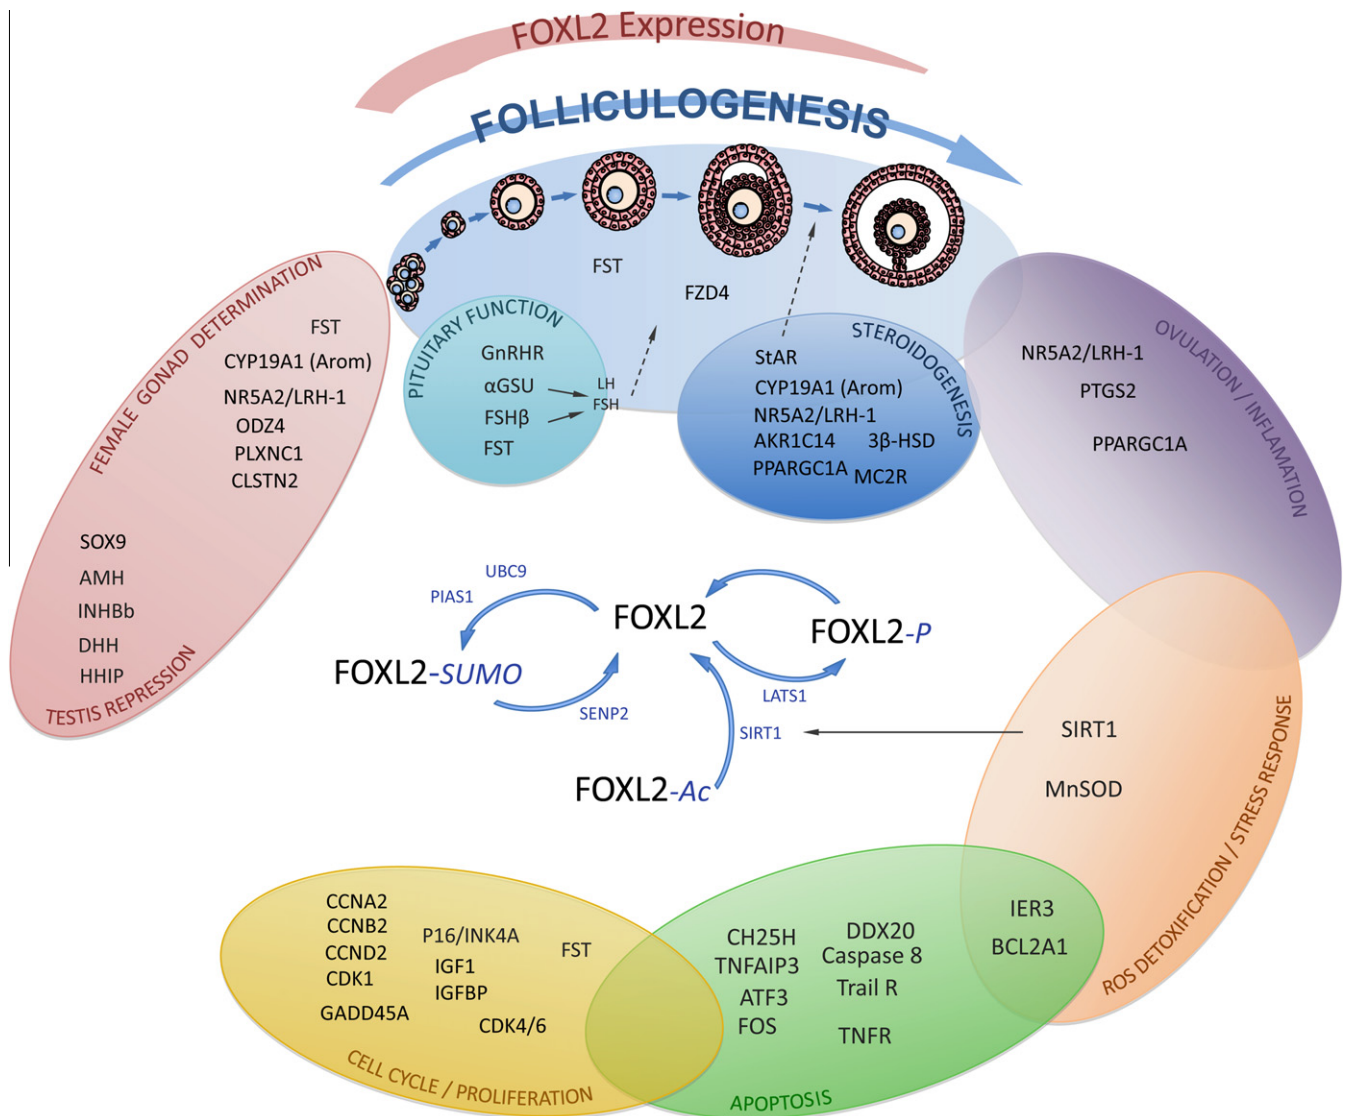 FOXL2 Expression
FOLLICULOGENESIS
FST
FZD4
FEMALE GONAD DETERMINATION
FST
CYP19A1 (Arom)
NR5A2/LRH-1
ODZ4
PLXNC1
CLSTN2
SOX9
AMH
INHBb
DHH
HHIP
TESTIS REPRESSION
PITUITARY FUNCTION
GnRHR
αGSU
FSHβ
FST
LH
FSH
STEROIDOGENESIS
StAR
CYP19A1 (Arom)
NR5A2/LRH-1
AKR1C14 3β-HSD
PPARGC1A MC2R
OVULATION / INFLAMATION
NR5A2/LRH-1
PTGS2
PPARGC1A
UBC9
PIAS1
FOXL2
FOXL2-P
FOXL2-SUMO
SENP2
LATS1
SIRT1
FOXL2-Ac
SIRT1
MnSOD
ROS DETOXIFICATION / STRESS RESPONSE
IER3
BCL2A1
CCNA2
CCNB2
CCND2
CDK1
GADD45A
P16/INK4A
IGF1
IGFBP
CDK4/6
FST
CELL CYCLE / PROLIFERATION
CH25H
TNFAIP3
ATF3
FOS
DDX20
Caspase 8
Trail R
TNFR
APOPTOSIS